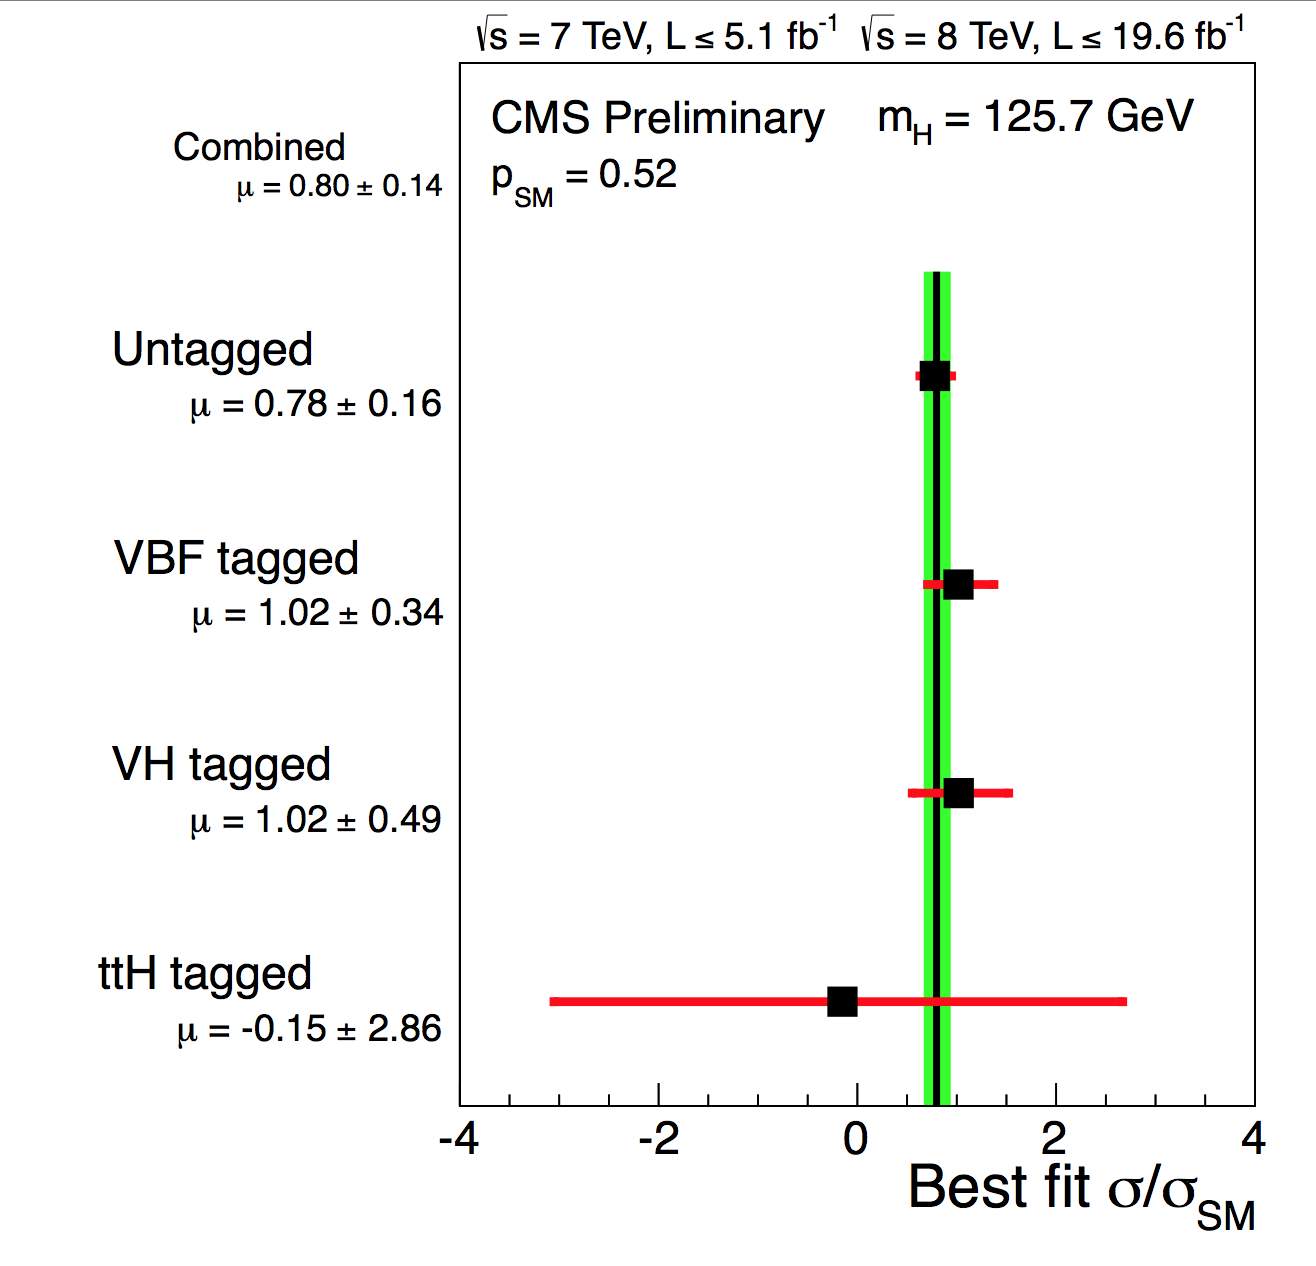 √s = 7 TeV, L ≤ 5.1 fb⁻¹ √s = 8 TeV, L ≤ 19.6 fb⁻¹
CMS Preliminary m_H = 125.7 GeV
p_SM = 0.52
Combined
μ = 0.80 ± 0.14
Untagged
μ = 0.78 ± 0.16
VBF tagged
μ = 1.02 ± 0.34
VH tagged
μ = 1.02 ± 0.49
ttH tagged
μ = -0.15 ± 2.86
-4 -2 0 2 4
Best fit σ/σ_SM